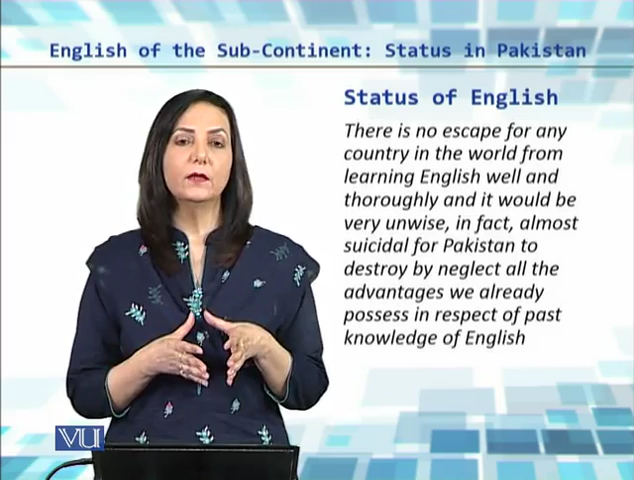 English of the Sub-Continent: Status in Pakistan
Status of English
There is no escape for any
country in the world from
learning English well and
thoroughly and it would be
very unwise, in fact, almost
suicidal for Pakistan to
destroy by neglect all the
advantages we already
possess in respect of past
knowledge of English
VU